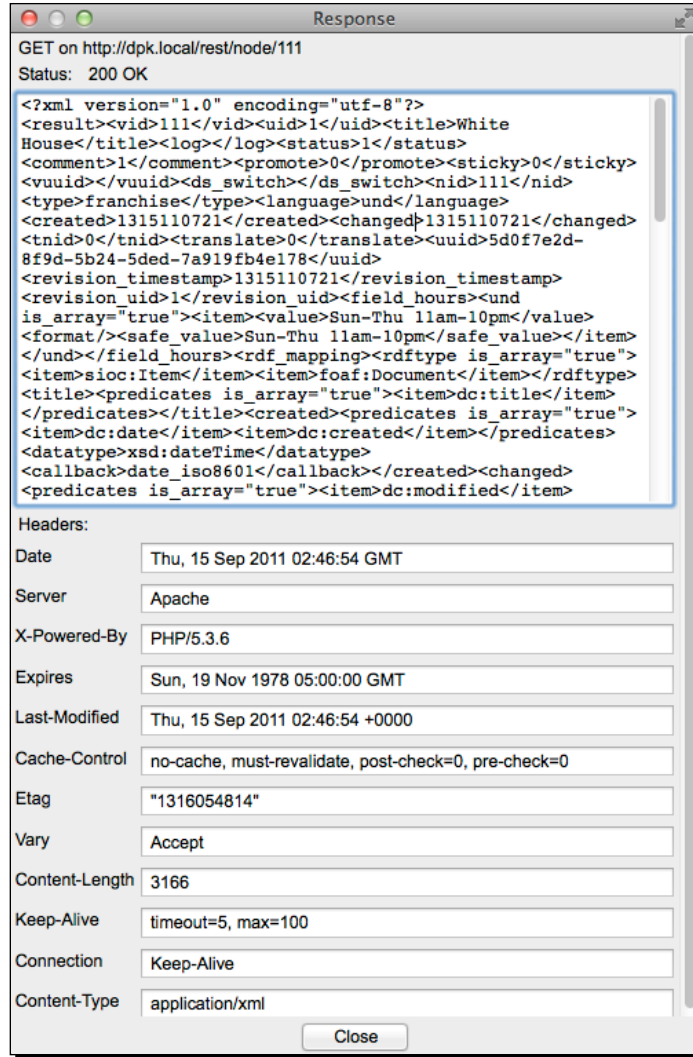 Response
GET on http://dpk.local/rest/node/111
Status: 200 OK
<?xml version="1.0" encoding="utf-8"?>
<result><vid>111</vid><uid>1</uid><title>White
House</title><log></log><status>1</status>
<comment>1</comment><promote>0</promote><sticky>0</sticky>
<vuuid></vuuid><ds_switch></ds_switch><nid>111</nid>
<type>franchise</type><language>und</language>
<created>1315110721</created><changed>1315110721</changed>
<tnid>0</tnid><translate>0</translate><uuid>5d0f7e2d-
8f9d-5b24-5ded-7a919fb4e178</uuid>
<revision_timestamp>1315110721</revision_timestamp>
<revision_uid>1</revision_uid><field_hours><und
is_array="true"><item><value>Sun-Thu 11am-10pm</value>
<format/><safe_value>Sun-Thu 11am-10pm</safe_value></item>
</und></field_hours><rdf_mapping><rdftype is_array="true">
<item>sioc:Item</item><item>foaf:Document</item></rdftype>
<title><predicates is_array="true"><item>dc:title</item>
</predicates></title><created><predicates is_array="true">
<item>dc:date</item><item>dc:created</item></predicates>
<datatype>xsd:dateTime</datatype>
<callback>date_iso8601</callback></created><changed>
<predicates is_array="true"><item>dc:modified</item>
Headers:
Date Thu, 15 Sep 2011 02:46:54 GMT
Server Apache
X-Powered-By PHP/5.3.6
Expires Sun, 19 Nov 1978 05:00:00 GMT
Last-Modified Thu, 15 Sep 2011 02:46:54 +0000
Cache-Control no-cache, must-revalidate, post-check=0, pre-check=0
Etag "1316054814"
Vary Accept
Content-Length 3166
Keep-Alive timeout=5, max=100
Connection Keep-Alive
Content-Type application/xml
Close